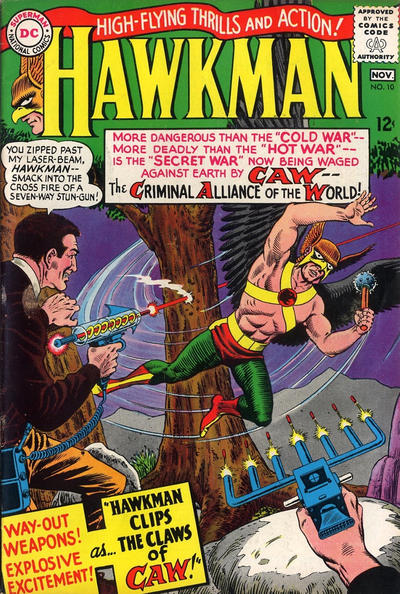 SUPERMAN
DC
NATIONAL COMICS
HIGH-FLYING THRILLS AND ACTION!
APPROVED
BY THE
COMICS
CODE
CA
AUTHORITY
HAWKMAN
NOV.
NO. 10
12¢
MORE DANGEROUS THAN THE "COLD WAR"--
MORE DEADLY THAN THE "HOT WAR"--
IS THE "SECRET WAR" NOW BEING WAGED
AGAINST EARTH BY CAW--
THE CRIMINAL ALLIANCE OF THE WORLD!
YOU ZIPPED PAST
MY LASER-BEAM,
HAWKMAN--
SMACK INTO THE
CROSS FIRE OF A
SEVEN-WAY STUN-GUN!
WAY-OUT
WEAPONS!
EXPLOSIVE
EXCITEMENT!
as...
"HAWKMAN
CLIPS
THE CLAWS
OF
CAW!"